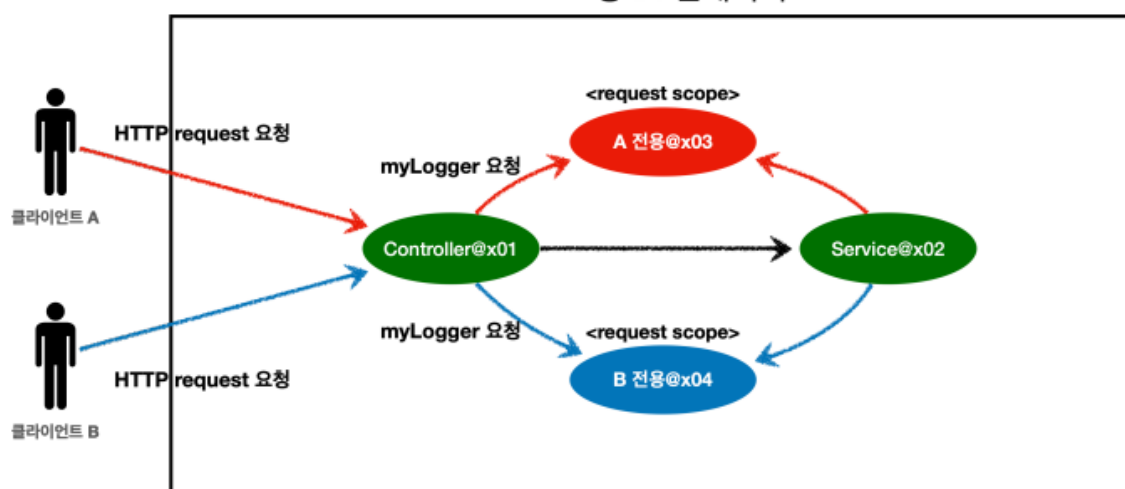 <request scope>
HTTP request 요청
A 전용@x03
myLogger 요청
클라이언트 A
Controller@x01
Service@x02
myLogger 요청
<request scope>
HTTP request 요청
B 전용@x04
클라이언트 B